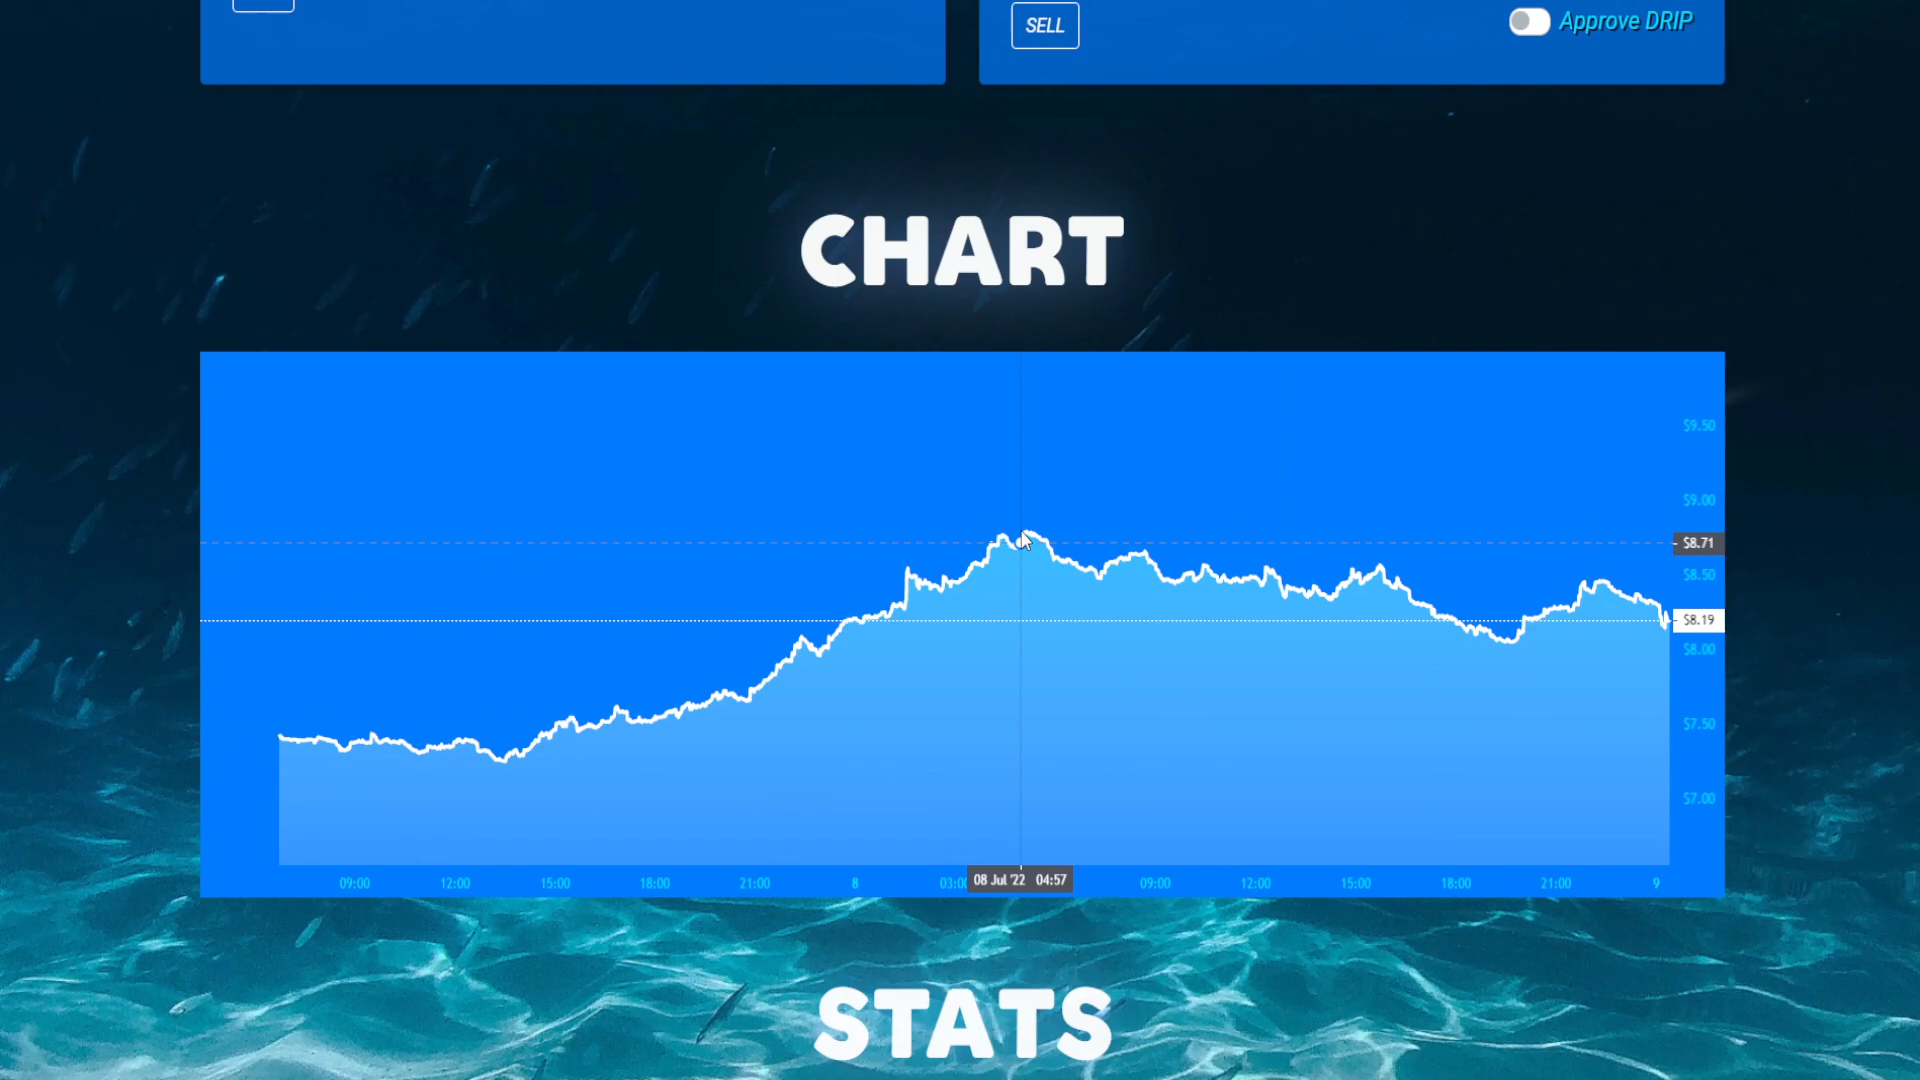 SELL
Approve DRIP
CHART
$9.50
$9.00
$8.71
$8.50
$8.19
$8.00
$7.50
$7.00
09:00 12:00 15:00 18:00 21:00 8 03:00 08 Jul '22 04:57 09:00 12:00 15:00 18:00 21:00 9
STATS